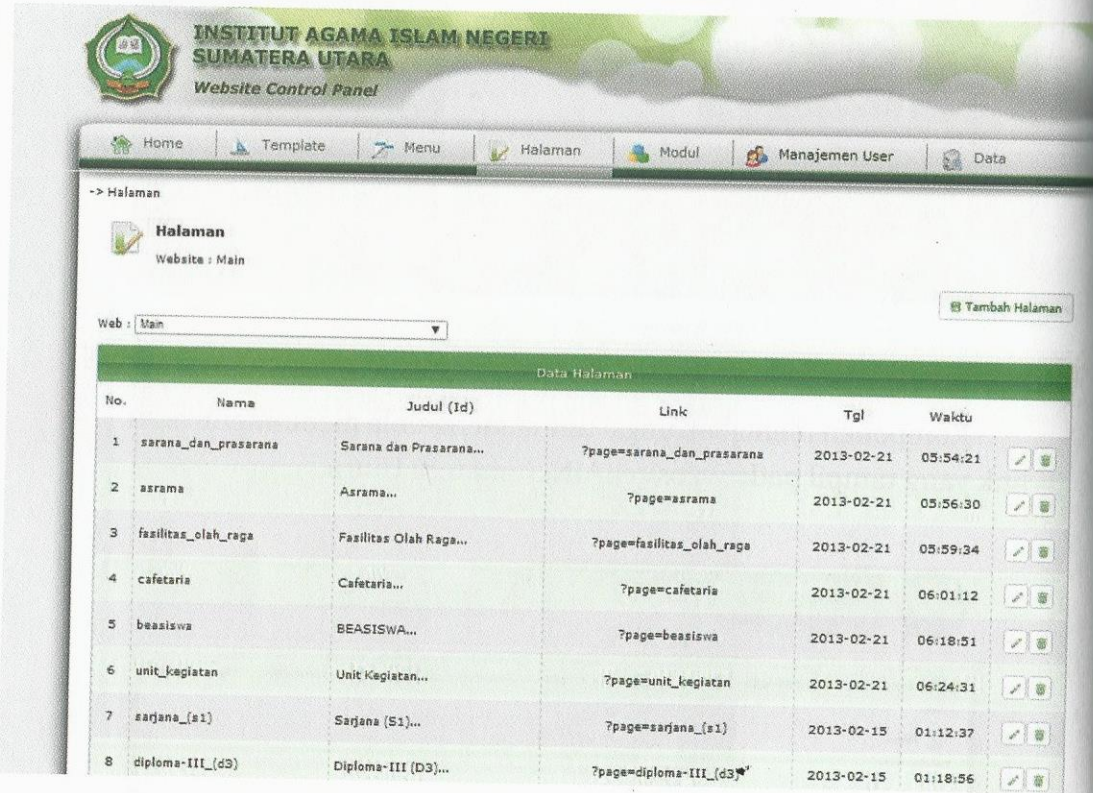 INSTITUT AGAMA ISLAM NEGERI
SUMATERA UTARA
Website Control Panel
Home Template Menu Halaman Modul Manajemen User Data
-> Halaman
Halaman
Website : Main
Tambah Halaman
Web : Main
Data Halaman
No. Nama Judul (Id) Link Tgl Waktu
1 sarana_dan_prasarana Sarana dan Prasarana... ?page=sarana_dan_prasarana 2013-02-21 05:54:21
2 asrama Asrama... ?page=asrama 2013-02-21 05:56:30
3 fasilitas_olah_raga Fasilitas Olah Raga... ?page=fasilitas_olah_raga 2013-02-21 05:59:34
4 cafetaria Cafetaria... ?page=cafetaria 2013-02-21 06:01:12
5 beasiswa BEASISWA... ?page=beasiswa 2013-02-21 06:18:51
6 unit_kegiatan Unit Kegiatan... ?page=unit_kegiatan 2013-02-21 06:24:31
7 sarjana_(s1) Sarjana (S1)... ?page=sarjana_(s1) 2013-02-15 01:12:37
8 diploma-III_(d3) Diploma-III (D3)... ?page=diploma-III_(d3) 2013-02-15 01:18:56